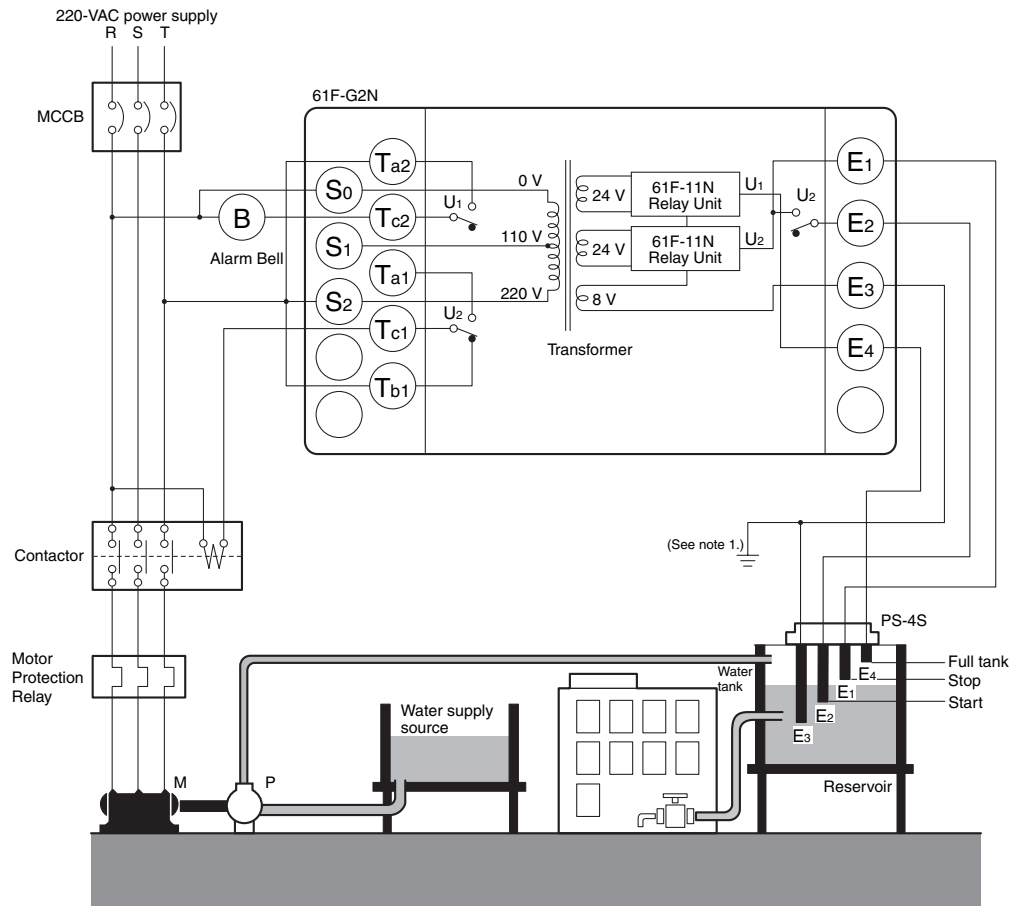 220-VAC power supply
R S T
MCCB
61F-G2N
Ta2
S0
B
Tc2
U1
Alarm Bell
S1
Ta1
S2
U2
Tc1
Tb1
0 V
110 V
220 V
24 V
61F-11N
Relay Unit
U1
24 V
61F-11N
Relay Unit
U2
8 V
Transformer
U2
E1
E2
E3
E4
Contactor
(See note 1.)
PS-4S
Motor
Protection
Relay
Water
tank
E4
E1
E2
E3
Full tank
Stop
Start
Water supply
source
Reservoir
M
P